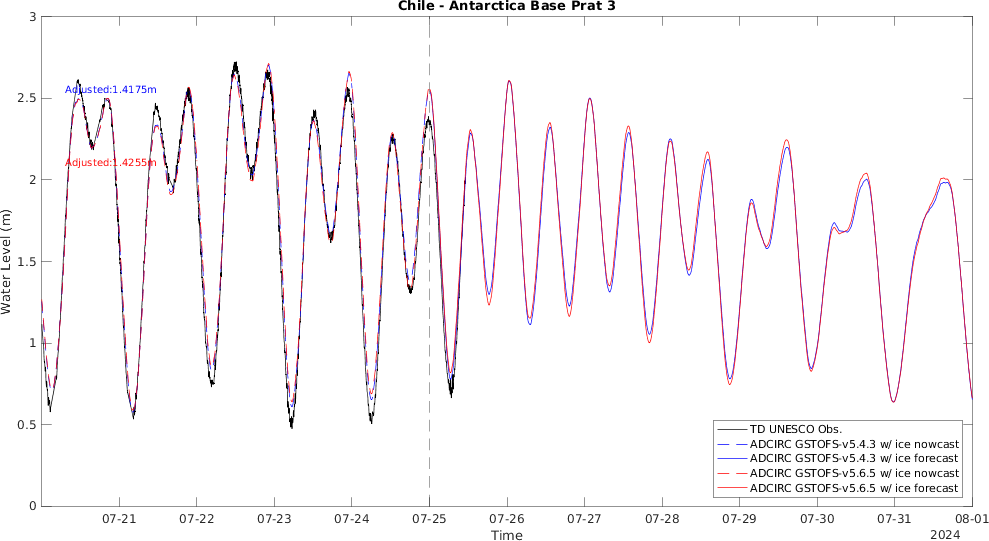 Chile - Antarctica Base Prat 3
Water Level (m)
3
2.5
2
1.5
1
0.5
0
Adjusted:1.4175m
Adjusted:1.4255m
TD UNESCO Obs.
ADCIRC GSTOFS-v5.4.3 w/ ice nowcast
ADCIRC GSTOFS-v5.4.3 w/ ice forecast
ADCIRC GSTOFS-v5.6.5 w/ ice nowcast
ADCIRC GSTOFS-v5.6.5 w/ ice forecast
07-21 07-22 07-23 07-24 07-25 07-26 07-27 07-28 07-29 07-30 07-31 08-01
Time
2024